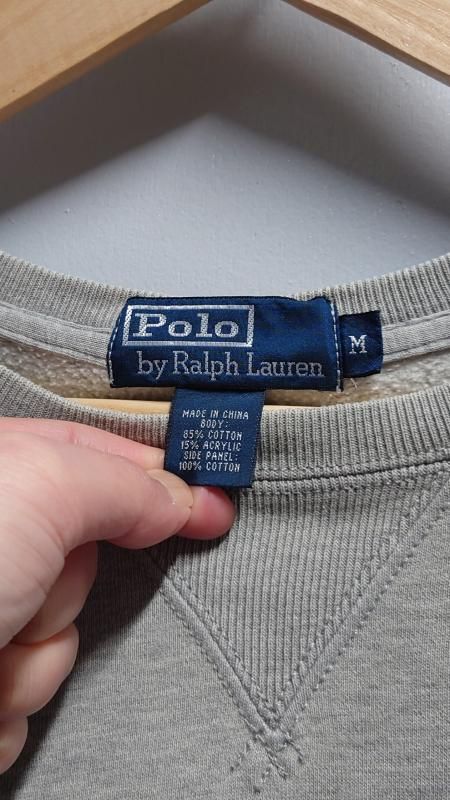 Polo
by Ralph Lauren
M
MADE IN CHINA
BODY:
85% COTTON
15% ACRYLIC
SIDE PANEL:
100% COTTON